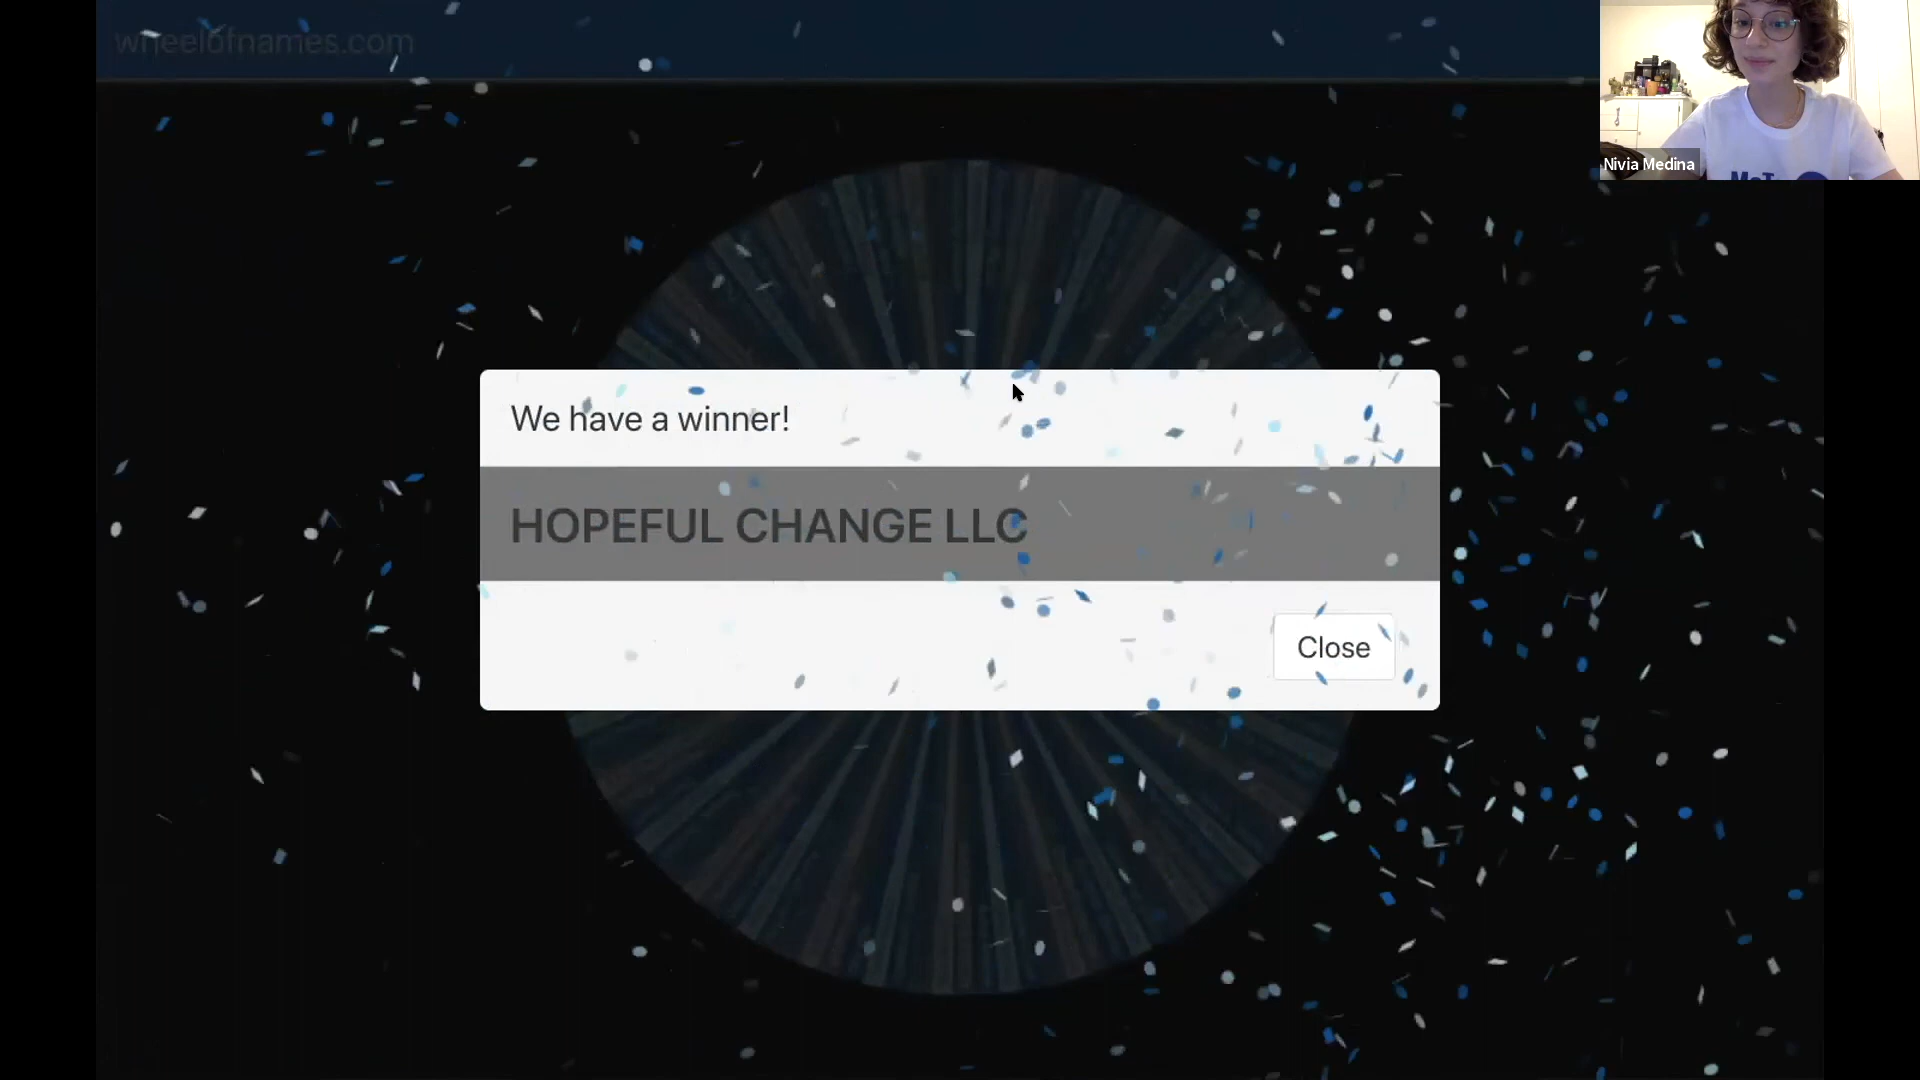 wheelofnames.com
Nivia Medina
We have a winner!
HOPEFUL CHANGE LLC
Close